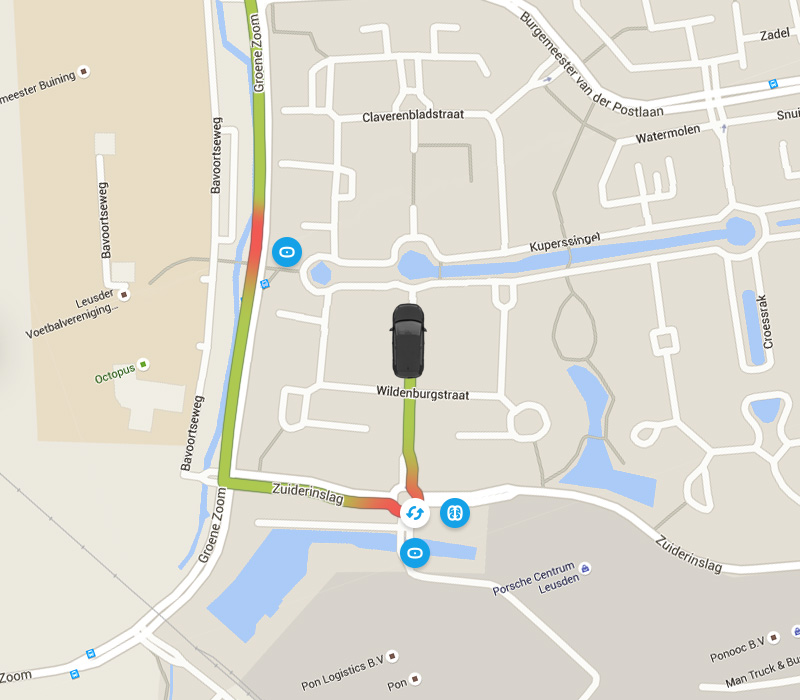 Groene Zoom
Burgemeester van der Postlaan
Zadel
meester Buining
Claverenbladstraat
Snui
Watermolen
Bavoortseweg
Bavoortseweg
Kuperssingel
Leusder
Voetbalvereniging...
Croessrak
Octopus
Wildenburgstraat
Bavoortseweg
Zuiderinslag
Groene Zoom
Zuiderinslag
Porsche Centrum
Leusden
Ponooc B.V
Pon Logistics B.V
Man Truck & Bu
Zoom
Pon